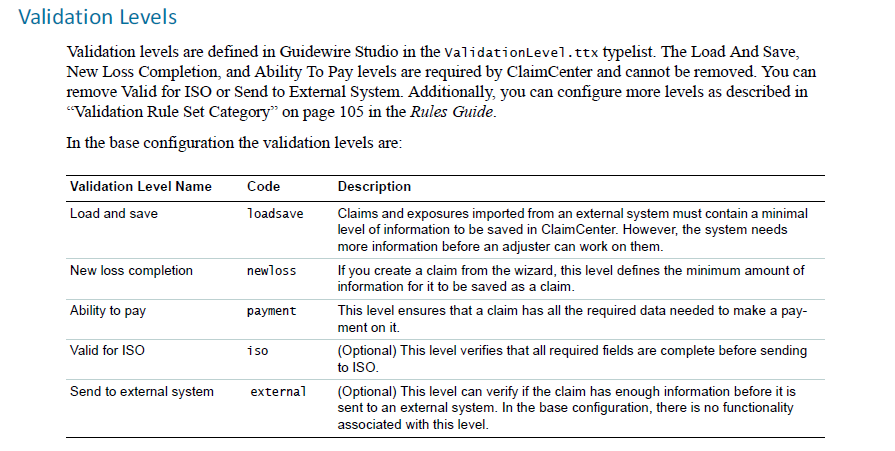 Validation Levels
Validation levels are defined in Guidewire Studio in the ValidationLevel.ttx typelist. The Load And Save,
New Loss Completion, and Ability To Pay levels are required by ClaimCenter and cannot be removed. You can
remove Valid for ISO or Send to External System. Additionally, you can configure more levels as described in
“Validation Rule Set Category” on page 105 in the Rules Guide.
In the base configuration the validation levels are:
Validation Level Name Code Description
Load and save loadsave Claims and exposures imported from an external system must contain a minimal
level of information to be saved in ClaimCenter. However, the system needs
more information before an adjuster can work on them.
New loss completion newloss If you create a claim from the wizard, this level defines the minimum amount of
information for it to be saved as a claim.
Ability to pay payment This level ensures that a claim has all the required data needed to make a pay-
ment on it.
Valid for ISO iso (Optional) This level verifies that all required fields are complete before sending
to ISO.
Send to external system external (Optional) This level can verify if the claim has enough information before it is
sent to an external system. In the base configuration, there is no functionality
associated with this level.